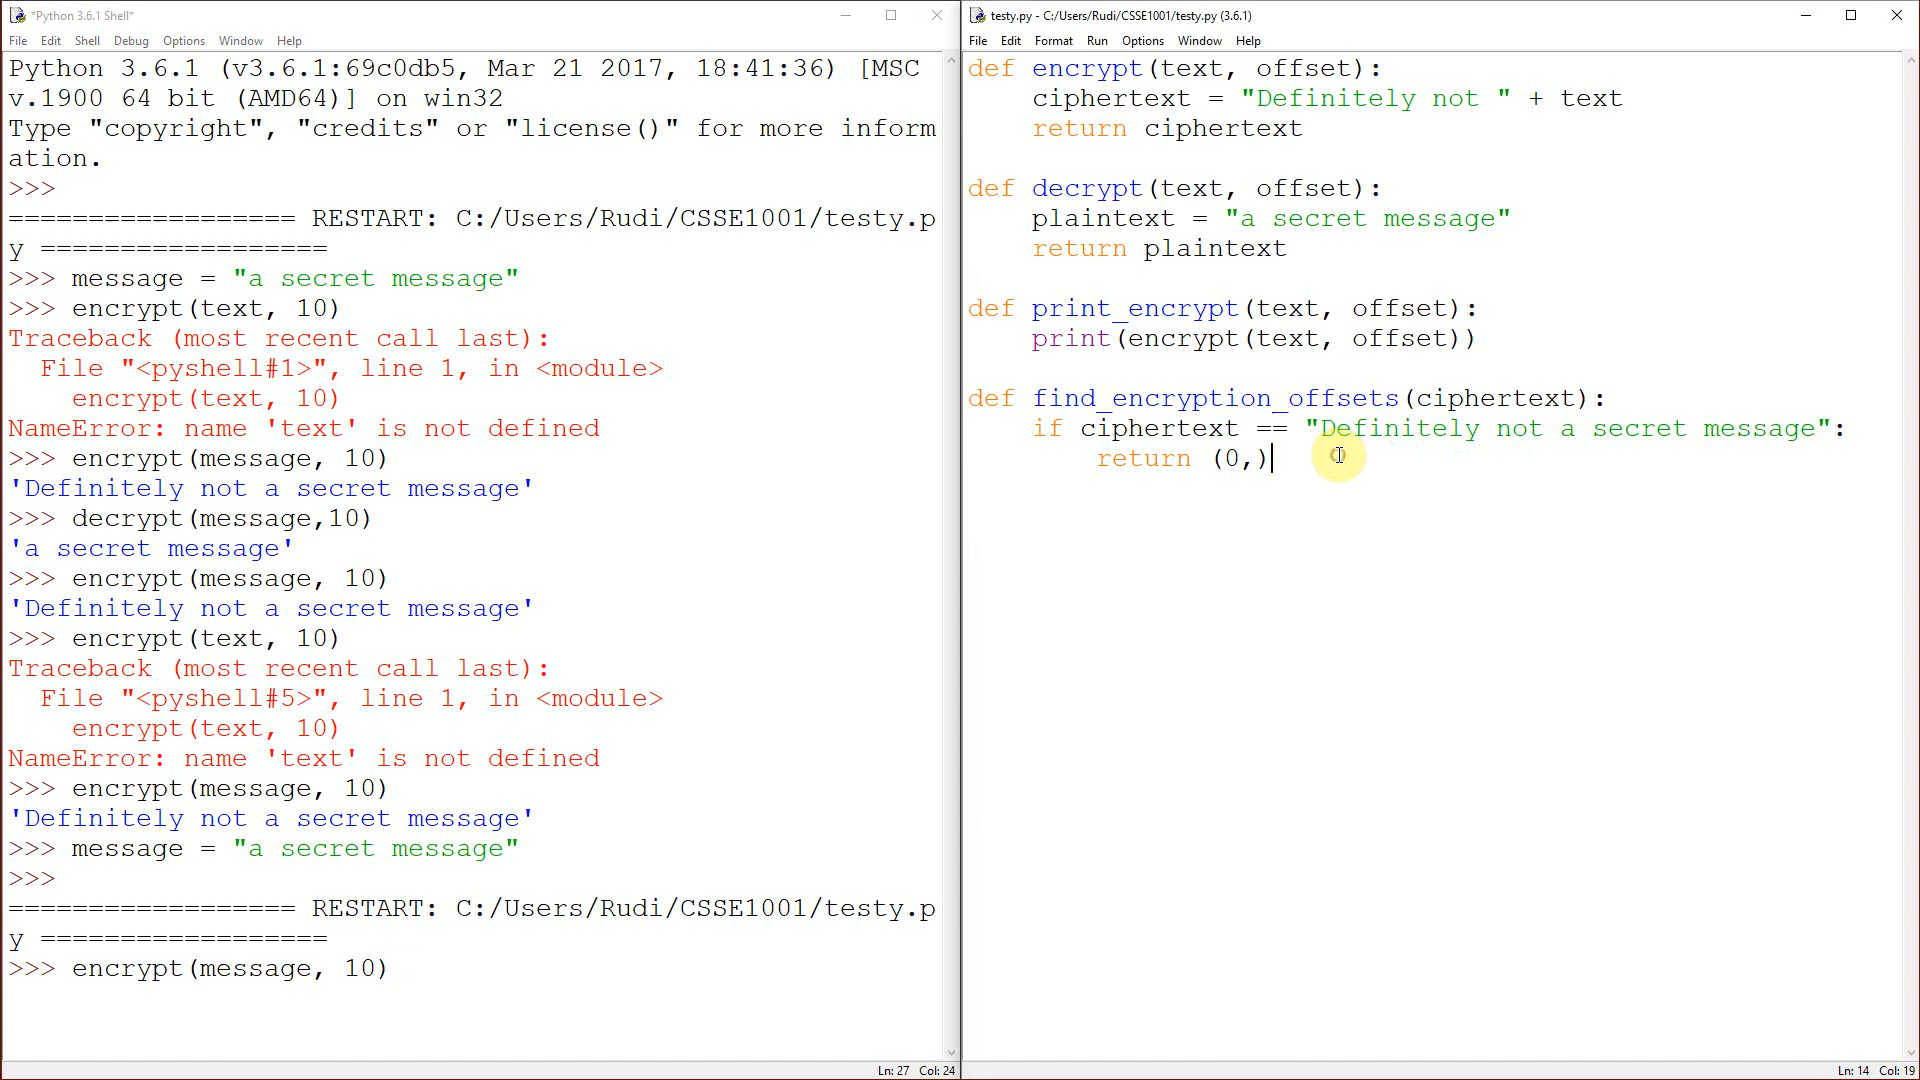 *Python 3.6.1 Shell*
File Edit Shell Debug Options Window Help
Python 3.6.1 (v3.6.1:69c0db5, Mar 21 2017, 18:41:36) [MSC
v.1900 64 bit (AMD64)] on win32
Type "copyright", "credits" or "license()" for more inform
ation.
>>>
================== RESTART: C:/Users/Rudi/CSSE1001/testy.p
y ==================
>>> message = "a secret message"
>>> encrypt(text, 10)
Traceback (most recent call last):
  File "<pyshell#1>", line 1, in <module>
    encrypt(text, 10)
NameError: name 'text' is not defined
>>> encrypt(message, 10)
'Definitely not a secret message'
>>> decrypt(message,10)
'a secret message'
>>> encrypt(message, 10)
'Definitely not a secret message'
>>> encrypt(text, 10)
Traceback (most recent call last):
  File "<pyshell#5>", line 1, in <module>
    encrypt(text, 10)
NameError: name 'text' is not defined
>>> encrypt(message, 10)
'Definitely not a secret message'
>>> message = "a secret message"
>>>
================== RESTART: C:/Users/Rudi/CSSE1001/testy.p
y ==================
>>> encrypt(message, 10)
Ln: 27 Col: 24
testy.py - C:/Users/Rudi/CSSE1001/testy.py (3.6.1)
File Edit Format Run Options Window Help
def encrypt(text, offset):
    ciphertext = "Definitely not " + text
    return ciphertext
def decrypt(text, offset):
    plaintext = "a secret message"
    return plaintext
def print_encrypt(text, offset):
    print(encrypt(text, offset))
def find_encryption_offsets(ciphertext):
    if ciphertext == "Definitely not a secret message":
        return (0,)
Ln: 14 Col: 19